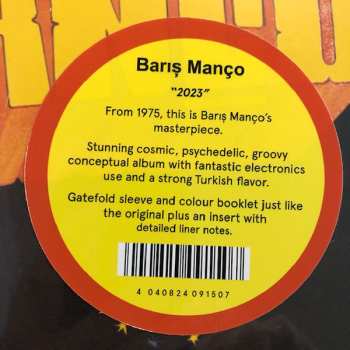 Barış Manço
"2023"
From 1975, this is Barış Manço's
masterpiece.
Stunning cosmic, psychedelic, groovy
conceptual album with fantastic electronics
use and a strong Turkish flavor.
Gatefold sleeve and colour booklet just like
the original plus an insert with
detailed liner notes.
4 040824 091507